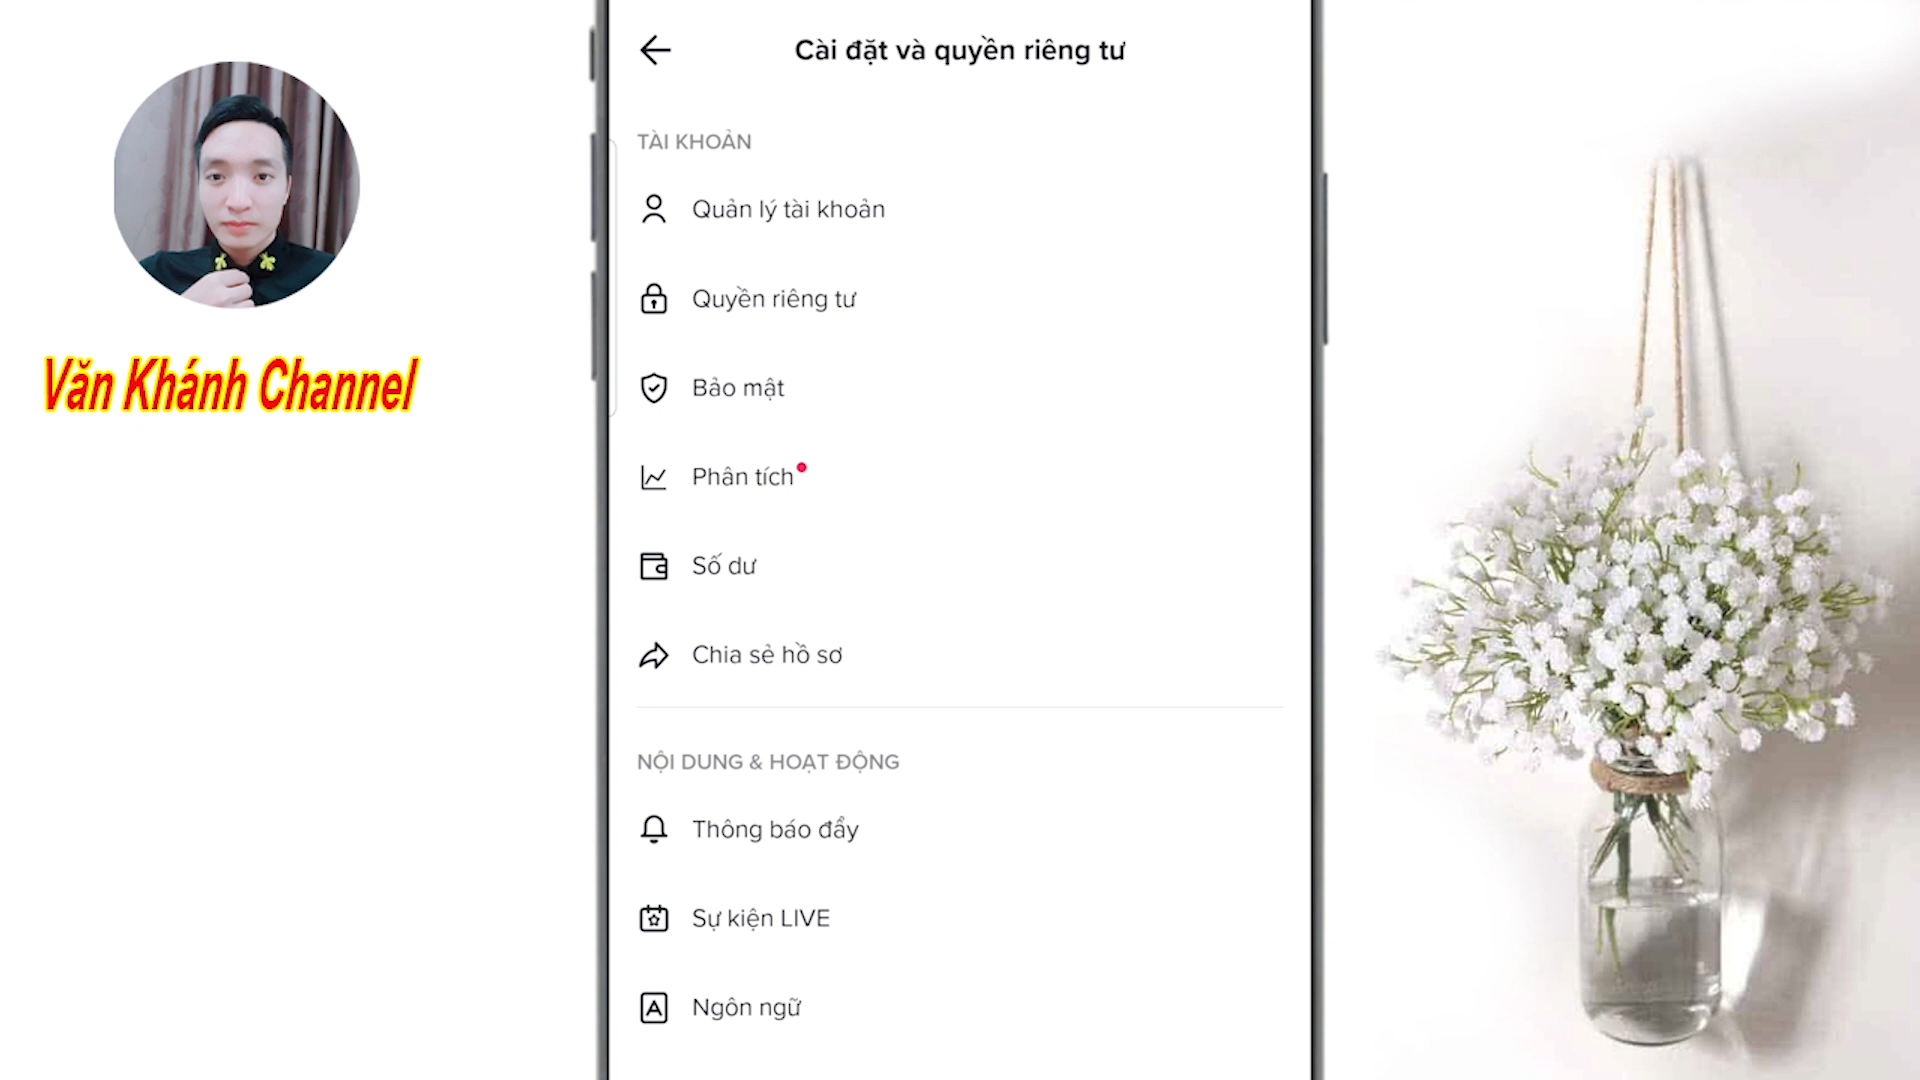 Văn Khánh Channel
Cài đặt và quyền riêng tư
TÀI KHOẢN
Quản lý tài khoản
Quyền riêng tư
Bảo mật
Phân tích
Số dư
Chia sẻ hồ sơ
NỘI DUNG & HOẠT ĐỘNG
Thông báo đẩy
Sự kiện LIVE
Ngôn ngữ